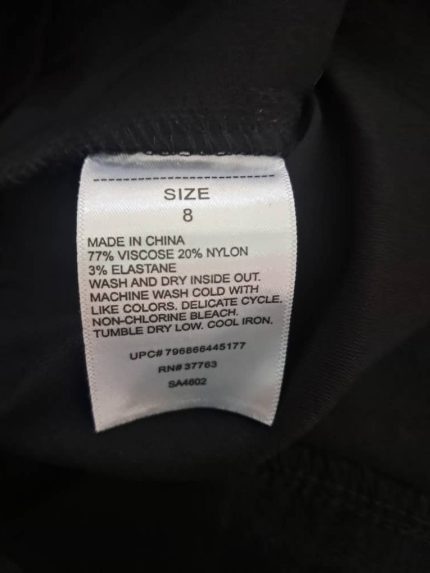 SIZE
8
MADE IN CHINA
77% VISCOSE 20% NYLON
3% ELASTANE
WASH AND DRY INSIDE OUT.
MACHINE WASH COLD WITH
LIKE COLORS. DELICATE CYCLE.
NON-CHLORINE BLEACH.
TUMBLE DRY LOW. COOL IRON.
UPC# 796866445177
RN# 37763
SA4602